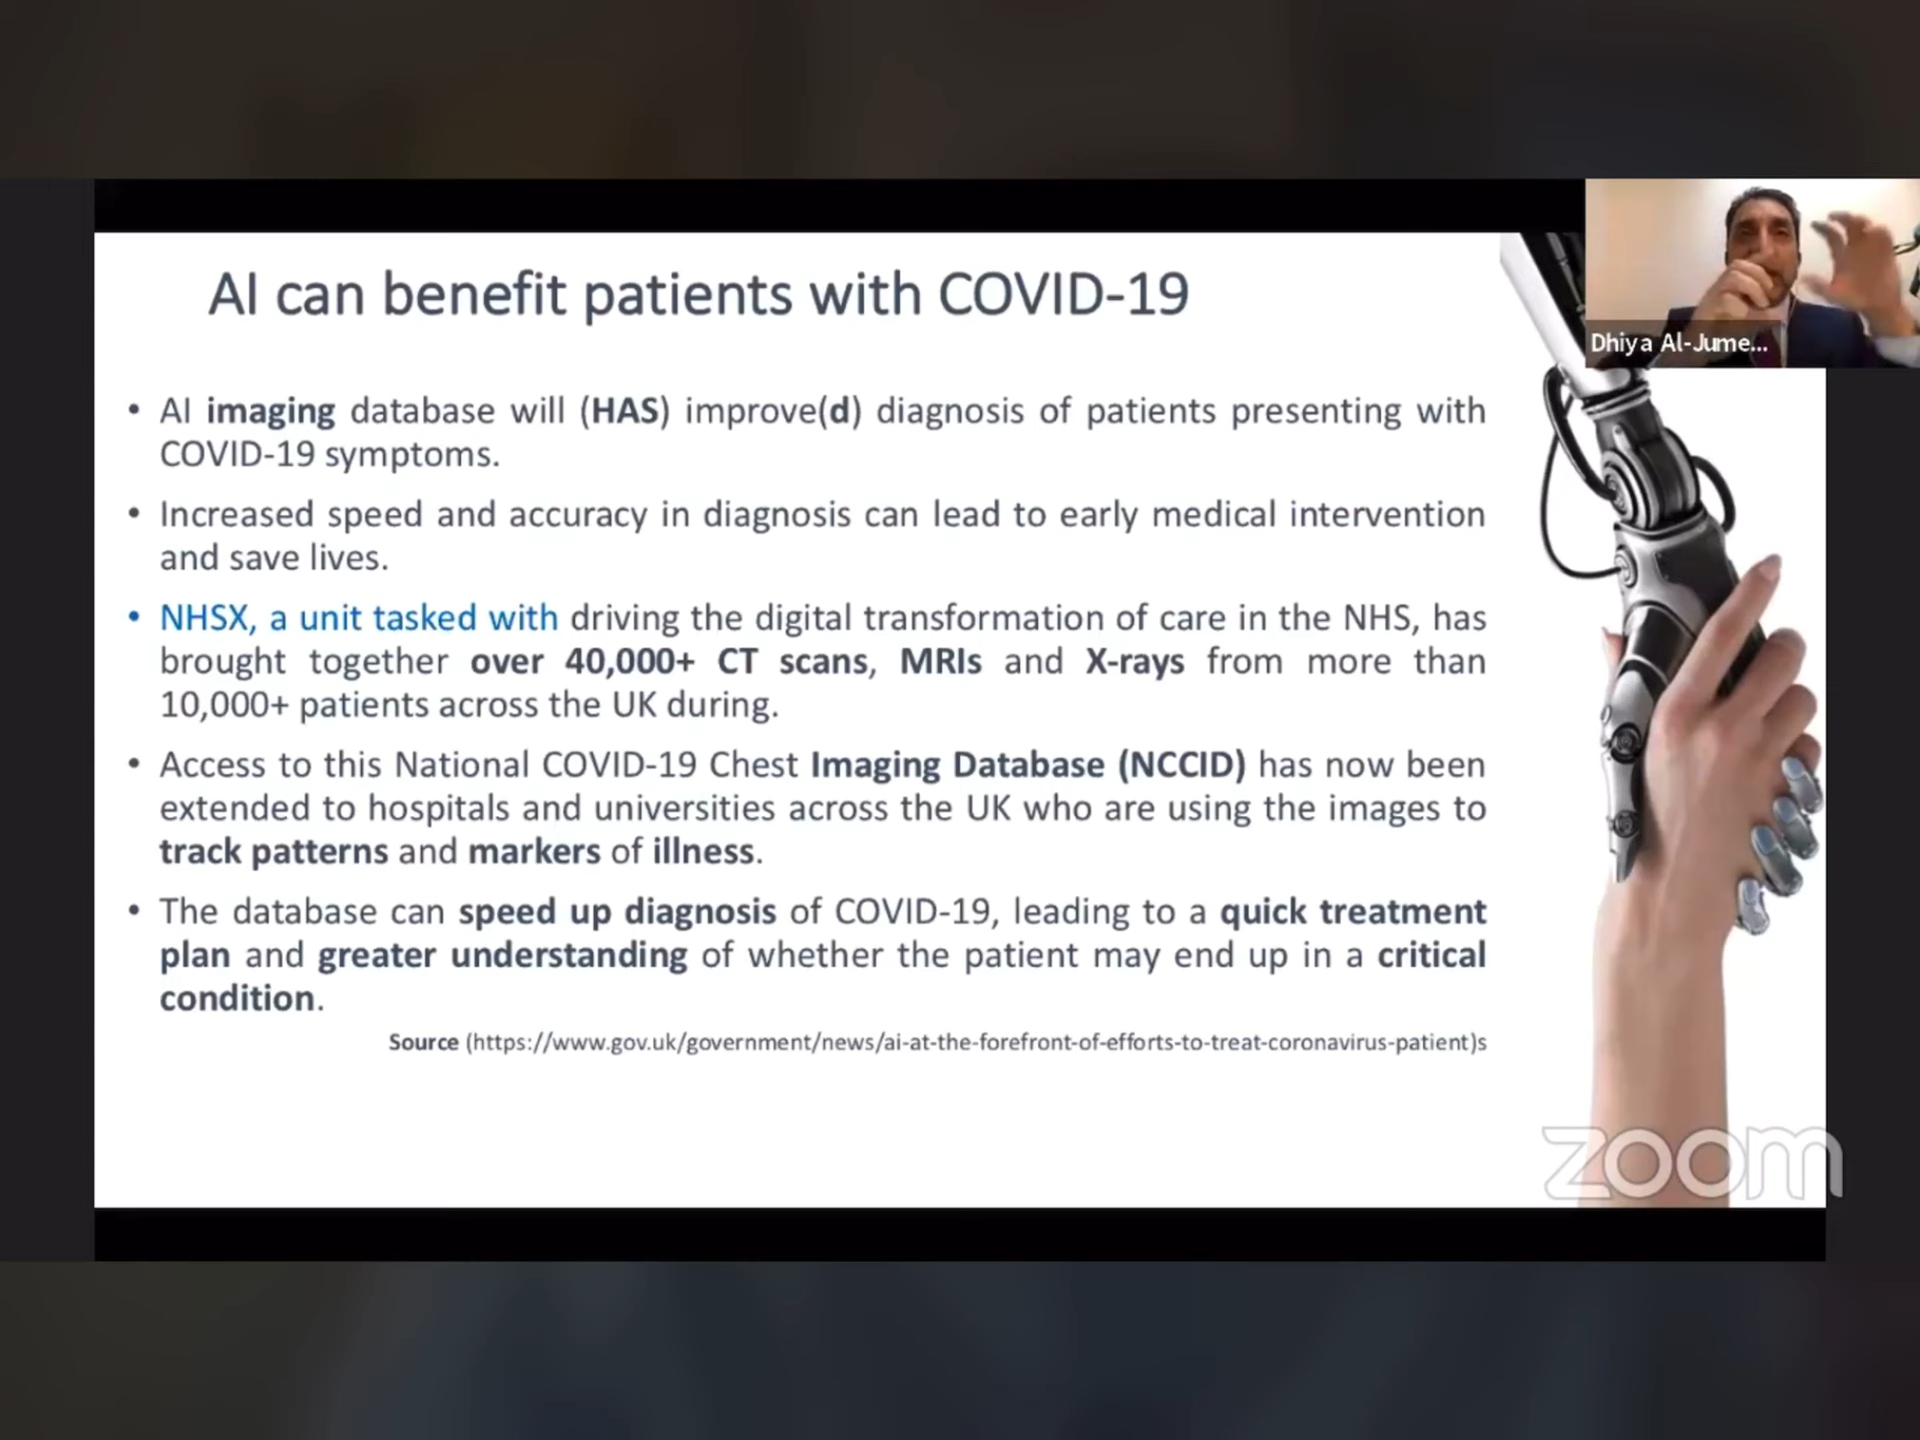 AI can benefit patients with COVID-19
Dhiya Al-Jume...
• AI imaging database will (HAS) improve(d) diagnosis of patients presenting with
COVID-19 symptoms.
• Increased speed and accuracy in diagnosis can lead to early medical intervention
and save lives.
• NHSX, a unit tasked with driving the digital transformation of care in the NHS, has
brought together over 40,000+ CT scans, MRIs and X-rays from more than
10,000+ patients across the UK during.
• Access to this National COVID-19 Chest Imaging Database (NCCID) has now been
extended to hospitals and universities across the UK who are using the images to
track patterns and markers of illness.
• The database can speed up diagnosis of COVID-19, leading to a quick treatment
plan and greater understanding of whether the patient may end up in a critical
condition.
Source (https://www.gov.uk/government/news/ai-at-the-forefront-of-efforts-to-treat-coronavirus-patient)s
zoom